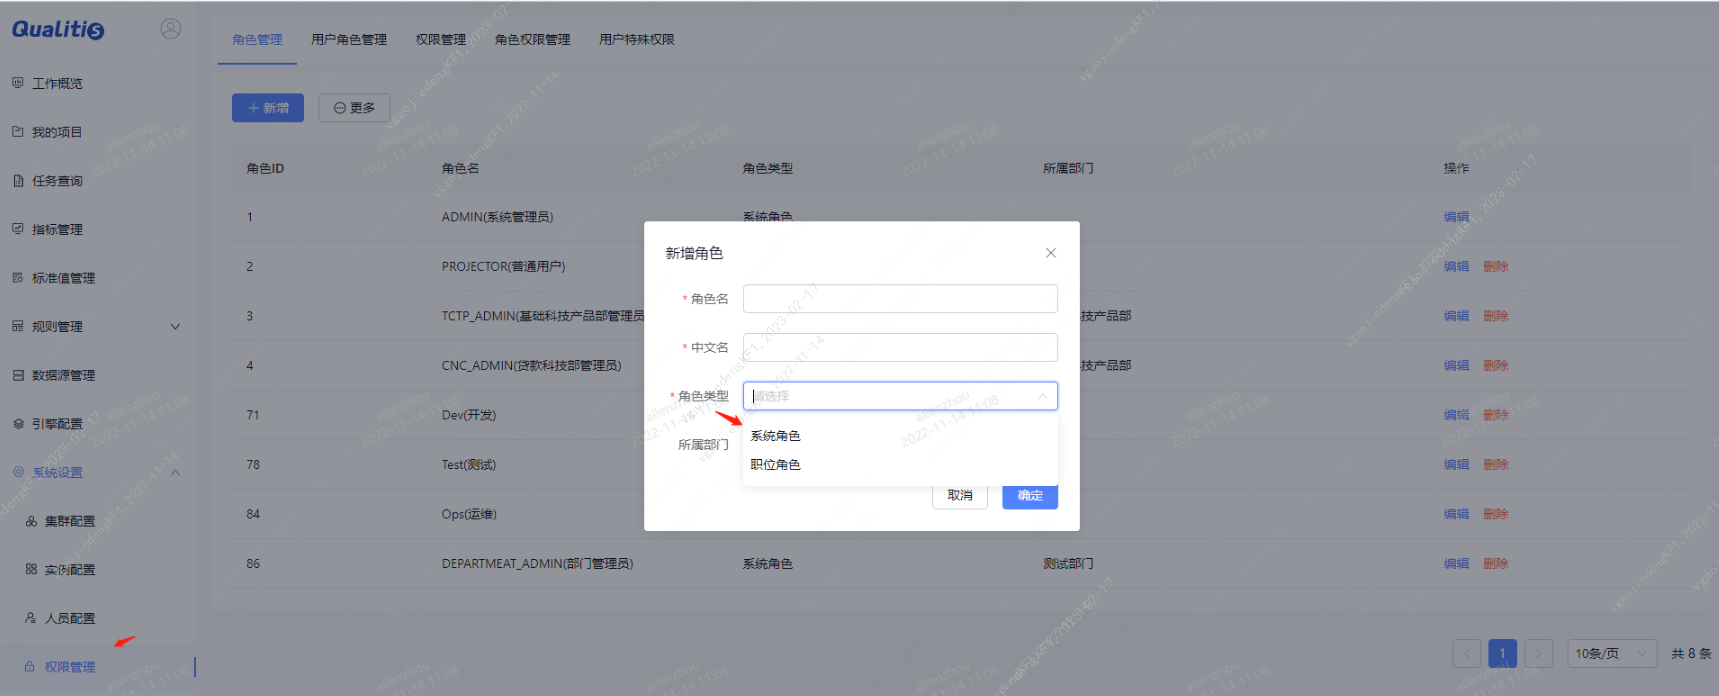 Qualitis
角色管理 用户角色管理 权限管理 角色权限管理 用户特殊权限
工作概览
我的项目
任务查询
指标管理
标准值管理
规则管理
数据源管理
引擎配置
系统设置
集群配置
实例配置
人员配置
权限管理
+ 新增 更多
角色ID 角色名 角色类型 所属部门 操作
1 ADMIN(系统管理员) 系统角色 编辑
2 PROJECTOR(普通用户) 编辑 删除
3 TCTP_ADMIN(基础科技产品部管理员 技产品部 编辑 删除
4 CNC_ADMIN(贷款科技部管理员) 技产品部 编辑 删除
71 Dev(开发) 编辑 删除
78 Test(测试) 编辑 删除
84 Ops(运维) 编辑 删除
86 DEPARTMEAT_ADMIN(部门管理员) 系统角色 测试部门 编辑 删除
新增角色
* 角色名
* 中文名
* 角色类型 请选择
所属部门
系统角色
职位角色
取消 确定
< 1 > 10条/页 共 8 条
allenzhou
2022-11-14 11:08